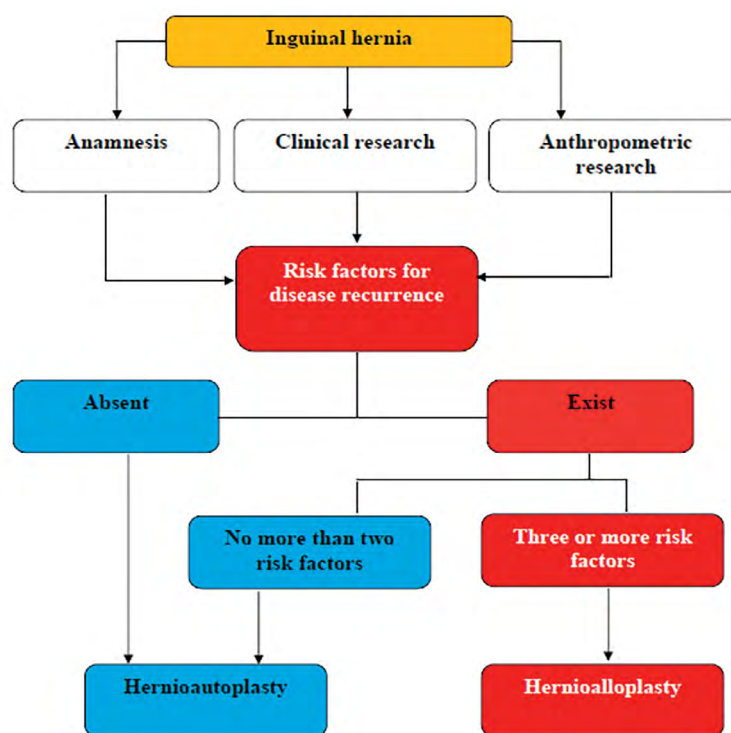 Inguinal hernia
Anamnesis
Clinical research
Anthropometric
research
Risk factors for
disease recurrence
Absent
Exist
No more than two
risk factors
Three or more risk
factors
Hernioautoplasty
Hernioalloplasty